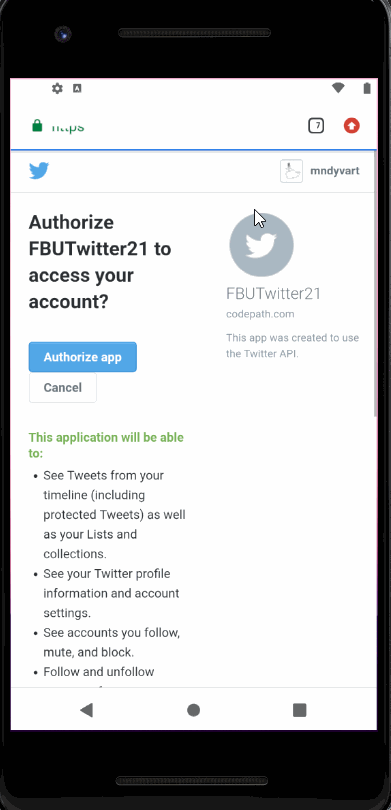 https
7
mndyvart
Authorize
FBUTwitter21 to
access your
account?
FBUTwitter21
codepath.com
This app was created to use
the Twitter API.
Authorize app
Cancel
This application will be able
to:
• See Tweets from your
timeline (including
protected Tweets) as well
as your Lists and
collections.
• See your Twitter profile
information and account
settings.
• See accounts you follow,
mute, and block.
• Follow and unfollow